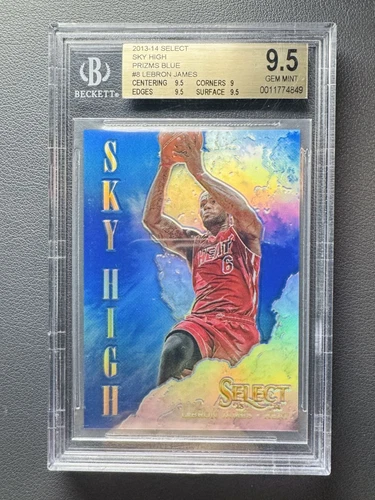 2013-14 SELECT
SKY HIGH
PRIZMS BLUE
#8 LEBRON JAMES
CENTERING 9.5 CORNERS 9
EDGES 9.5 SURFACE 9.5
9.5
GEM MINT
0011774849
B
BECKETT
SKY HIGH
HEAT
6
SELECT